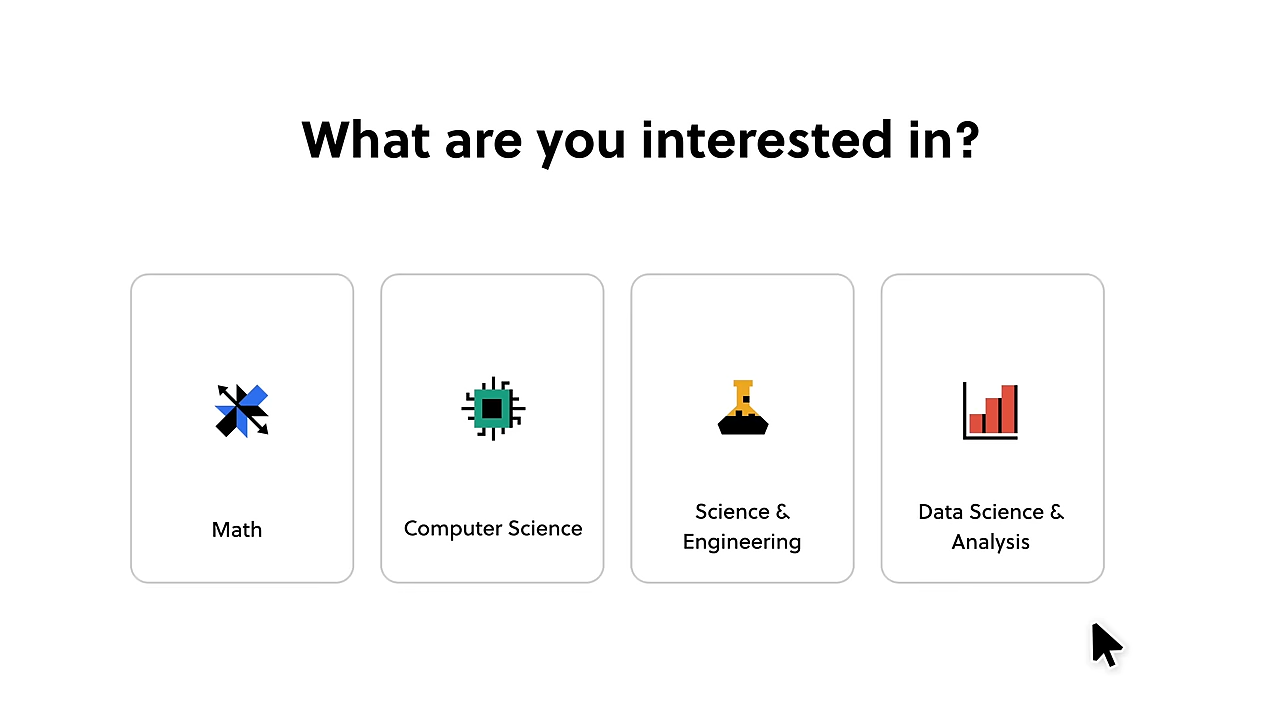 What are you interested in?
Math
Computer Science
Science &
Engineering
Data Science &
Analysis